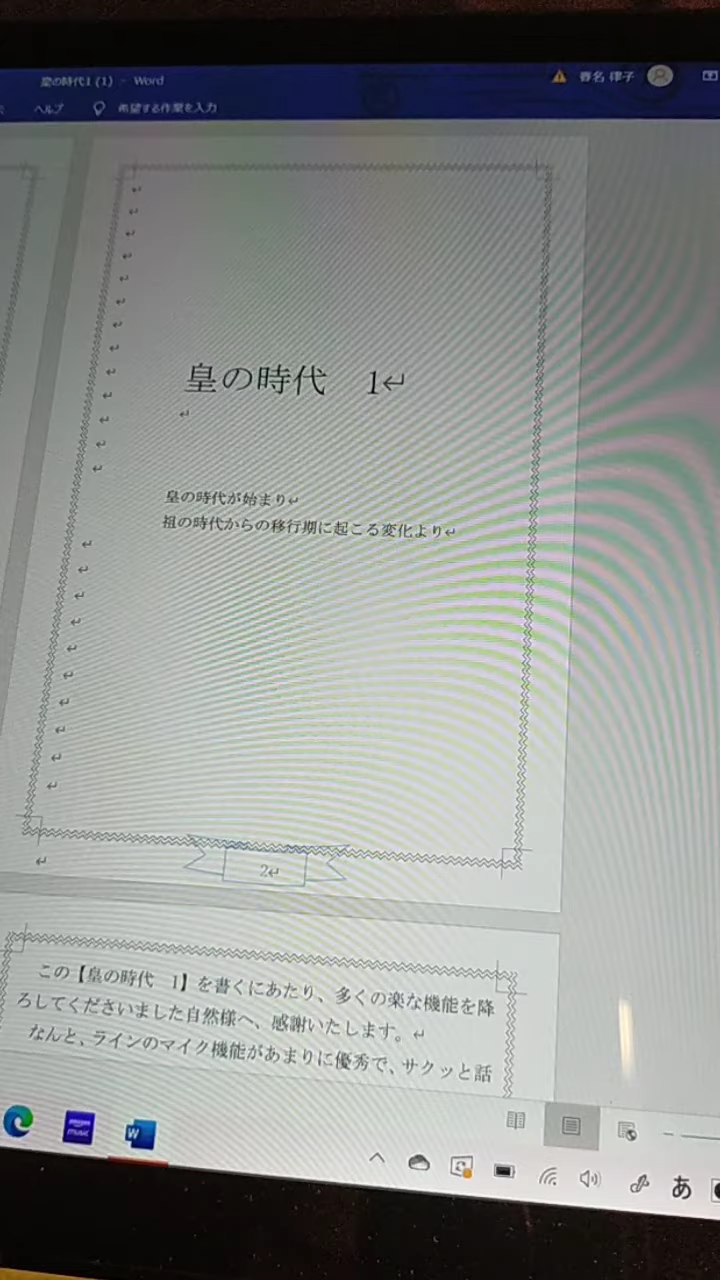 皇の時代1 (1) - Word
春名 律子
ヘルプ
希望する作業を入力
皇の時代　1
皇の時代が始まり
祖の時代からの移行期に起こる変化より
2
この【皇の時代　1】を書くにあたり、多くの楽な機能を降
ろしてくださいました自然様へ、感謝いたします。
なんと、ラインのマイク機能があまりに優秀で、サクッと話
amazon
music
W
あ